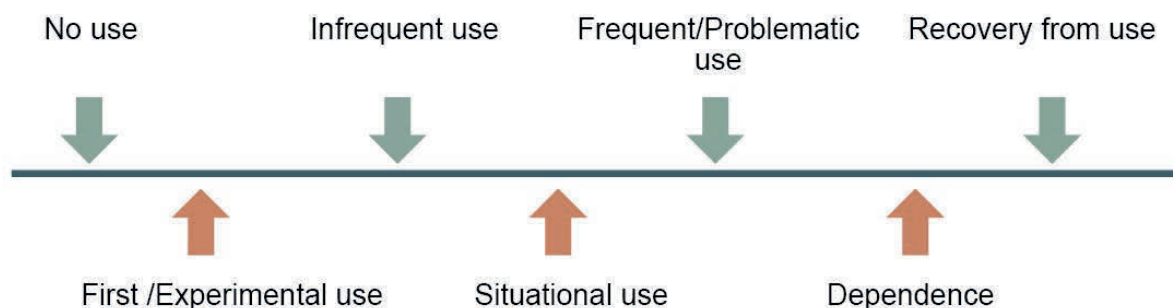 No use
Infrequent use
Frequent/Problematic
use
Recovery from use
First /Experimental use
Situational use
Dependence